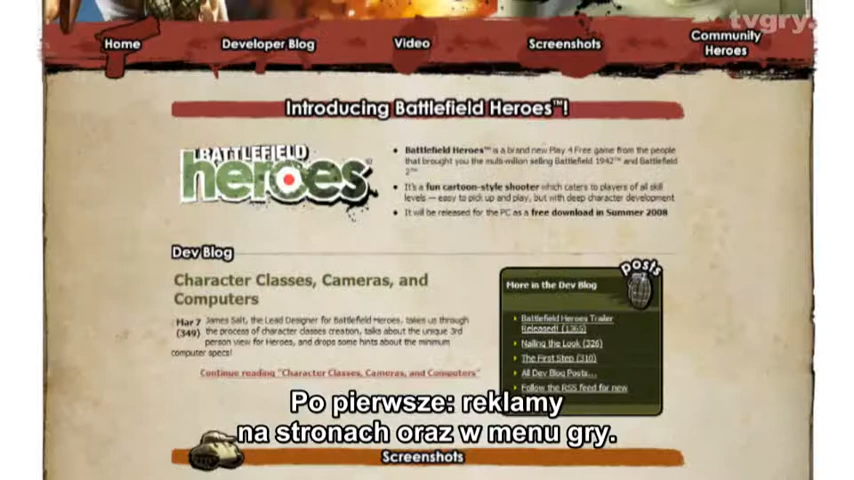 tvgry.
Home
Developer Blog
Video
Screenshots
Community
Heroes
Introducing Battlefield Heroes™!
BATTLEFIELD
heroes
• Battlefield Heroes™ is a brand new Play 4 Free game from the people
that brought you the multi-million selling Battlefield 1942™ and Battlefield
2™
• It's a fun cartoon-style shooter which caters to players of all skill
levels — easy to pick up and play, but with deep character development
• It will be released for the PC as a free download in Summer 2008
Dev Blog
Character Classes, Cameras, and
Computers
Mar 7
(349)
James Salt, the Lead Designer for Battlefield Heroes, takes us through
the process of character classes creation, talks about the unique 3rd
person view for Heroes, and drops some hints about the minimum
computer specs!
Continue reading "Character Classes, Cameras, and Computers"
posts
More in the Dev Blog
Battlefield Heroes Trailer
Released! (1365)
Nailing the Look (326)
The First Step (310)
All Dev Blog Posts...
Follow the RSS feed for new
Po pierwsze: reklamy
na stronach oraz w menu gry.
Screenshots